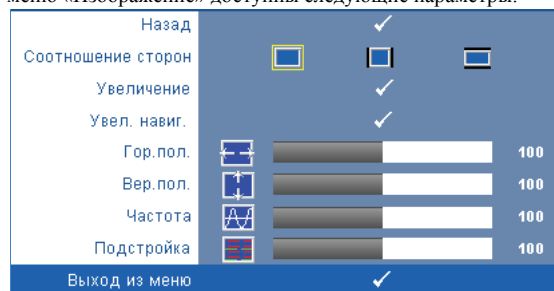 меню «Изображение» доступны следующие параметры:
Назад
Соотношение сторон
Увеличение
Увел. навиг.
Гор.пол. 100
Вер.пол. 100
Частота 100
Подстройка 100
Выход из меню